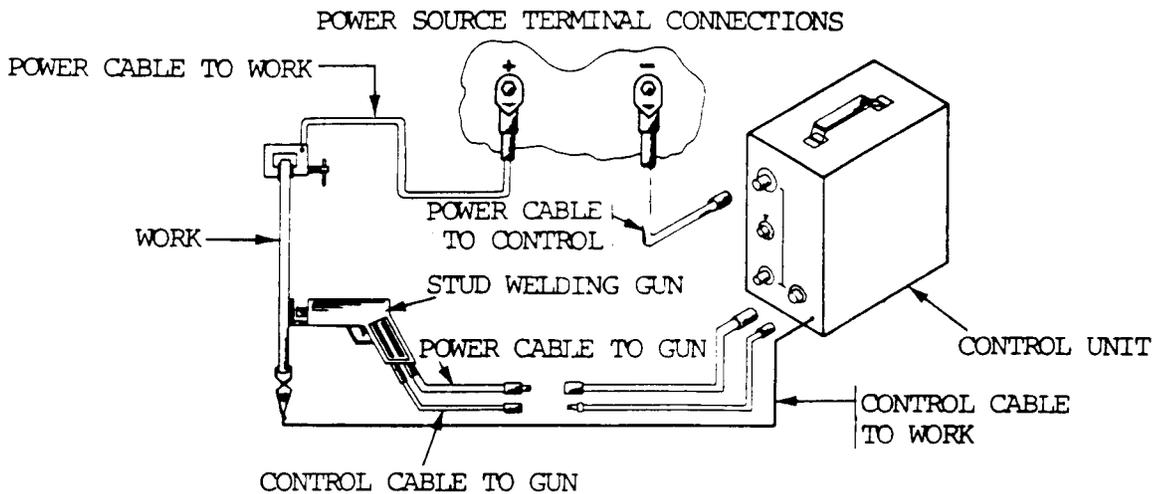 POWER SOURCE TERMINAL CONNECTIONS
POWER CABLE TO WORK
+
−
POWER CABLE
TO CONTROL
WORK
STUD WELDING GUN
POWER CABLE TO GUN
CONTROL UNIT
CONTROL CABLE
TO WORK
CONTROL CABLE TO GUN